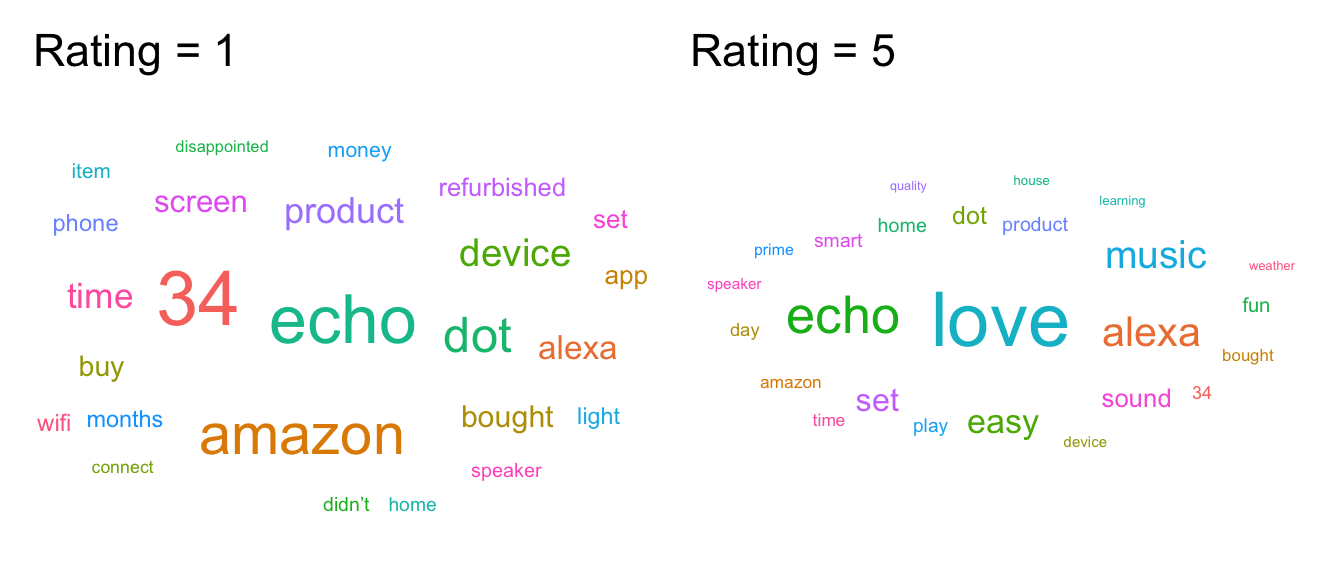 Rating = 1
disappointed
money
item
screen
product
refurbished
phone
set
device
app
time
34
echo
dot
alexa
buy
wifi
months
amazon
bought
light
connect
speaker
didn't
home
Rating = 5
quality
house
learning
home
dot
product
prime
smart
music
weather
speaker
echo
love
alexa
fun
day
bought
amazon
set
sound
34
time
play
easy
device